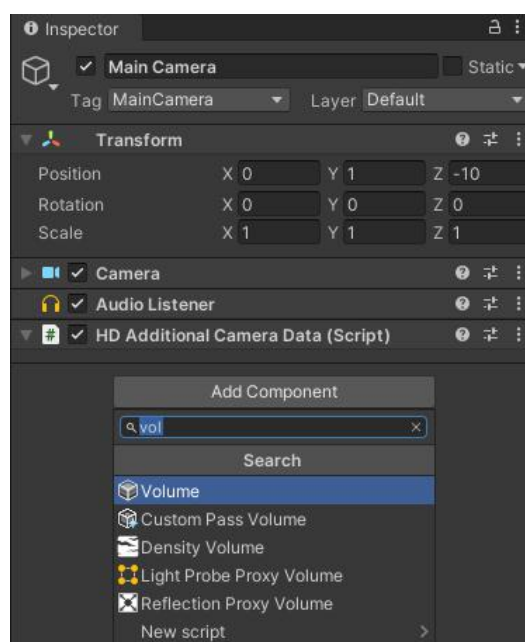 Inspector
Main Camera Static
Tag MainCamera Layer Default
Transform
Position X 0 Y 1 Z -10
Rotation X 0 Y 0 Z 0
Scale X 1 Y 1 Z 1
Camera
Audio Listener
# HD Additional Camera Data (Script)
Add Component
vol
Search
Volume
Custom Pass Volume
Density Volume
Light Probe Proxy Volume
Reflection Proxy Volume
New script